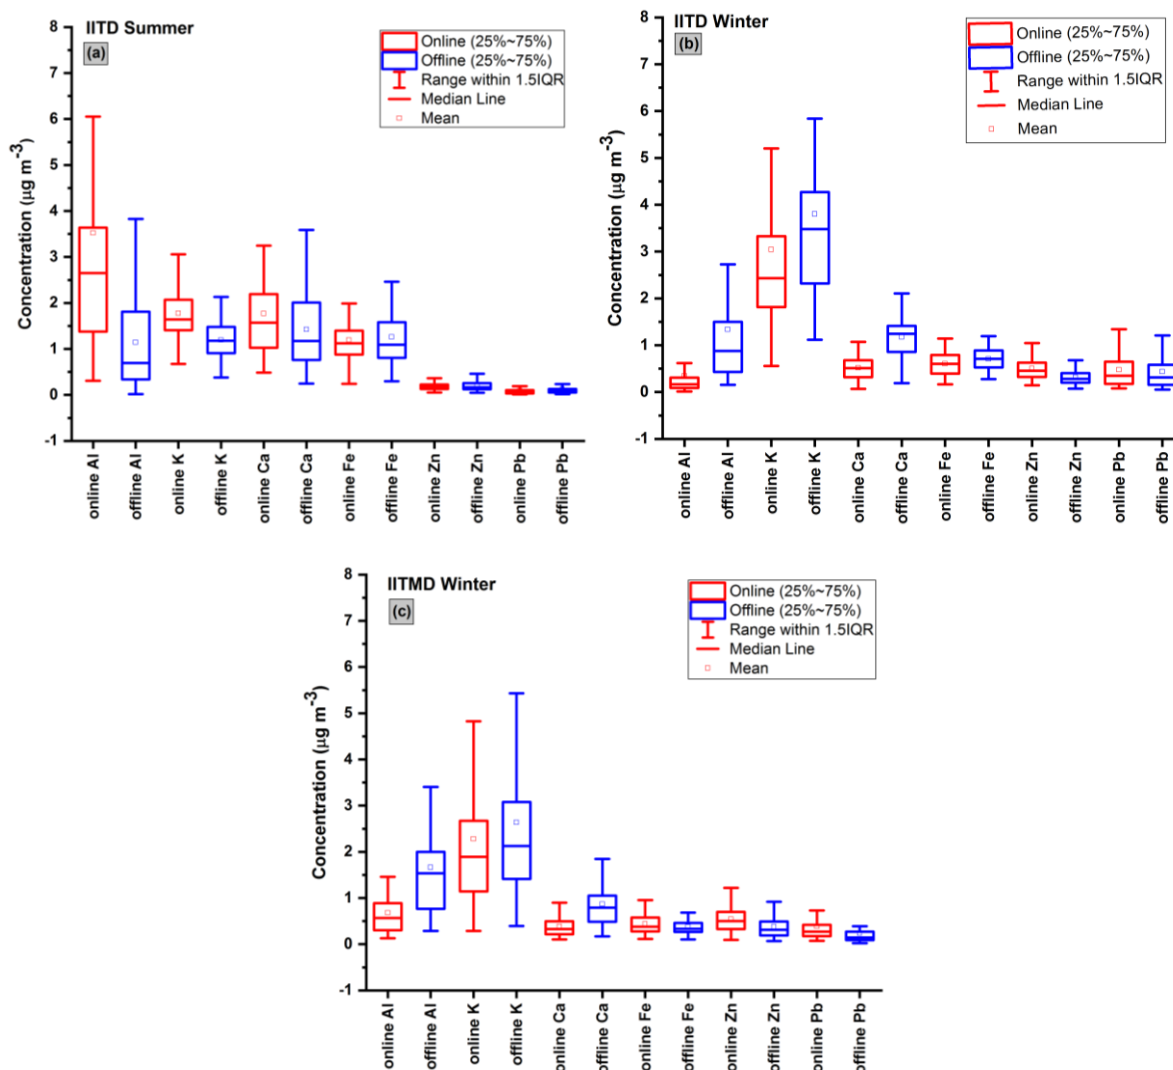 IITD Summer
(a)
Online (25%~75%)
Offline (25%~75%)
Range within 1.5IQR
Median Line
Mean
Concentration (μg m⁻³)
8
7
6
5
4
3
2
1
0
-1
online Al
offline Al
online K
offline K
online Ca
offline Ca
online Fe
offline Fe
online Zn
offline Zn
online Pb
offline Pb
IITD Winter
(b)
Online (25%~75%)
Offline (25%~75%)
Range within 1.5IQR
Median Line
Mean
Concentration (μg m⁻³)
8
7
6
5
4
3
2
1
0
-1
online Al
offline Al
online K
offline K
online Ca
offline Ca
online Fe
offline Fe
online Zn
offline Zn
online Pb
offline Pb
IITMD Winter
(c)
Online (25%~75%)
Offline (25%~75%)
Range within 1.5IQR
Median Line
Mean
Concentration (μg m⁻³)
8
7
6
5
4
3
2
1
0
-1
online Al
offline Al
online K
offline K
online Ca
offline Ca
online Fe
offline Fe
online Zn
offline Zn
online Pb
offline Pb